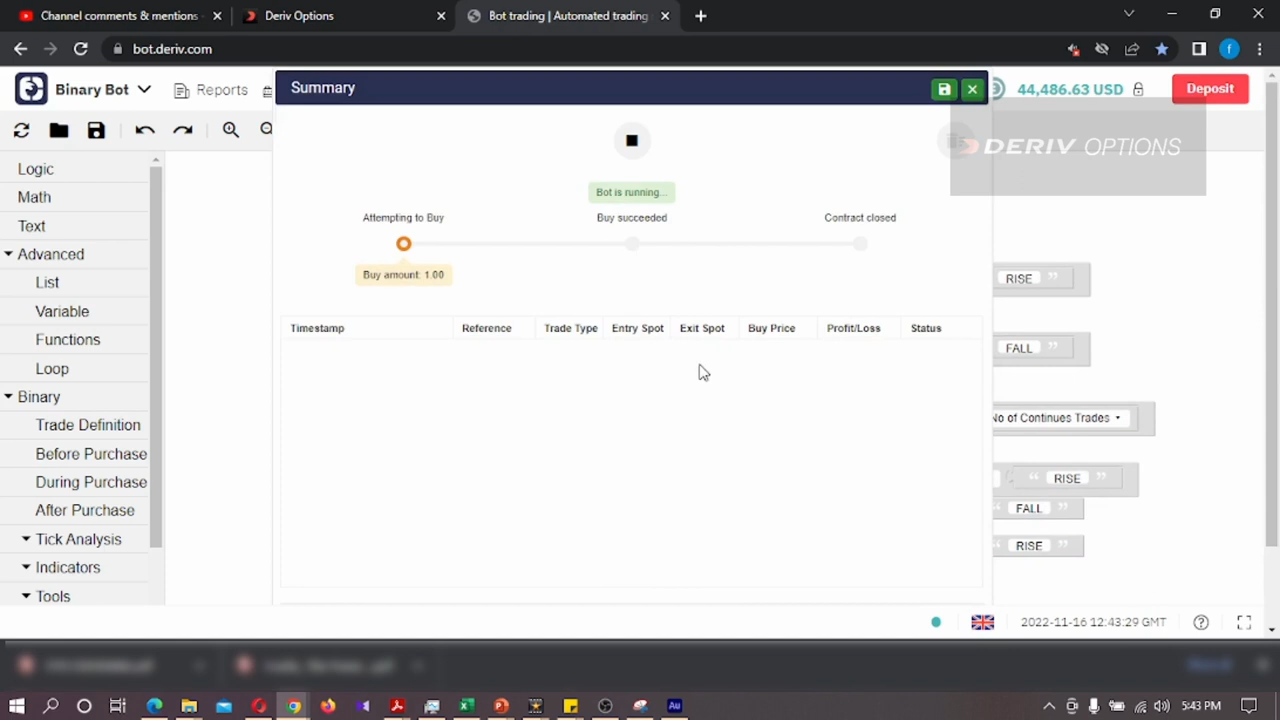 Channel comments & mentions
Deriv Options
Bot trading | Automated trading
bot.deriv.com
f
Binary Bot
Reports
Summary
44,486.63 USD
Deposit
DERIV OPTIONS
Logic
Math
Text
Advanced
List
Variable
Functions
Loop
Binary
Trade Definition
Before Purchase
During Purchase
After Purchase
Tick Analysis
Indicators
Tools
Bot is running...
Attempting to Buy
Buy succeeded
Contract closed
Buy amount: 1.00
Timestamp Reference Trade Type Entry Spot Exit Spot Buy Price Profit/Loss Status
RISE
FALL
No of Continues Trades
RISE
FALL
RISE
2022-11-16 12:43:29 GMT
Au
5:43 PM